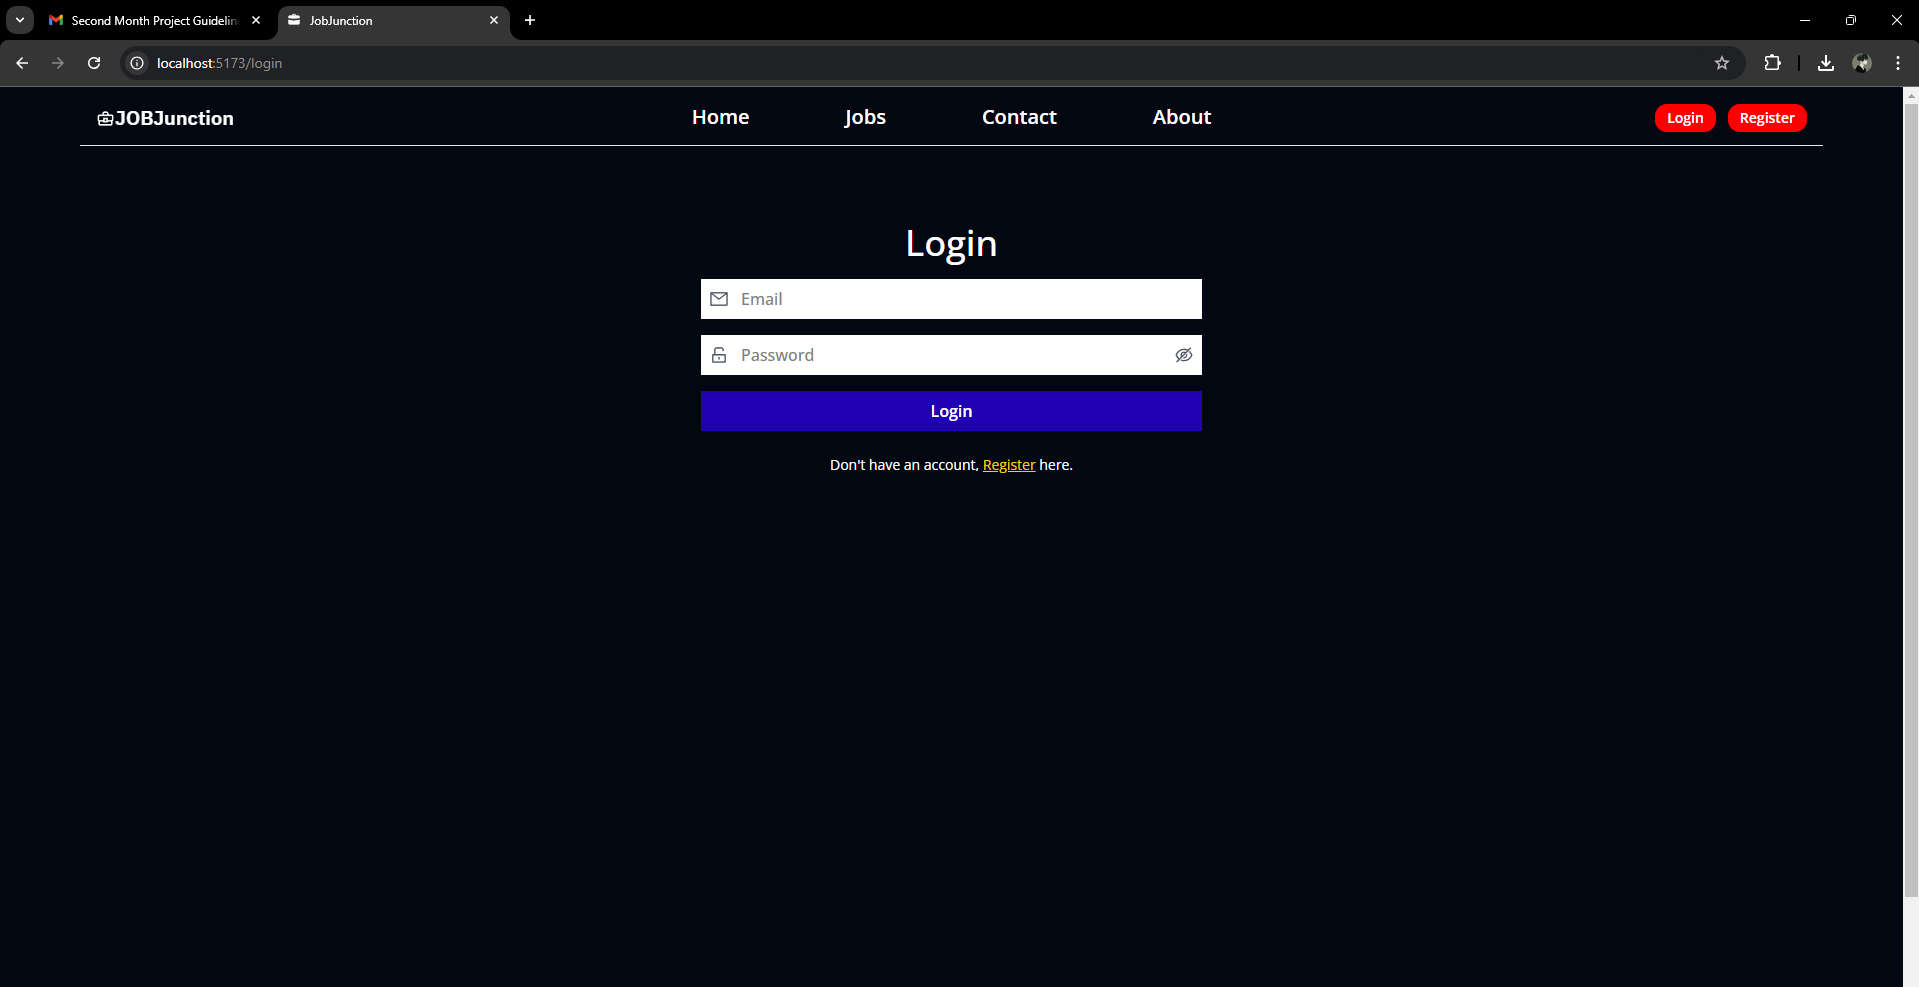 Second Month Project Guidelin
JobJunction
localhost:5173/login
JOBJunction
Home
Jobs
Contact
About
Login
Register
Login
Email
Password
Login
Don't have an account, Register here.